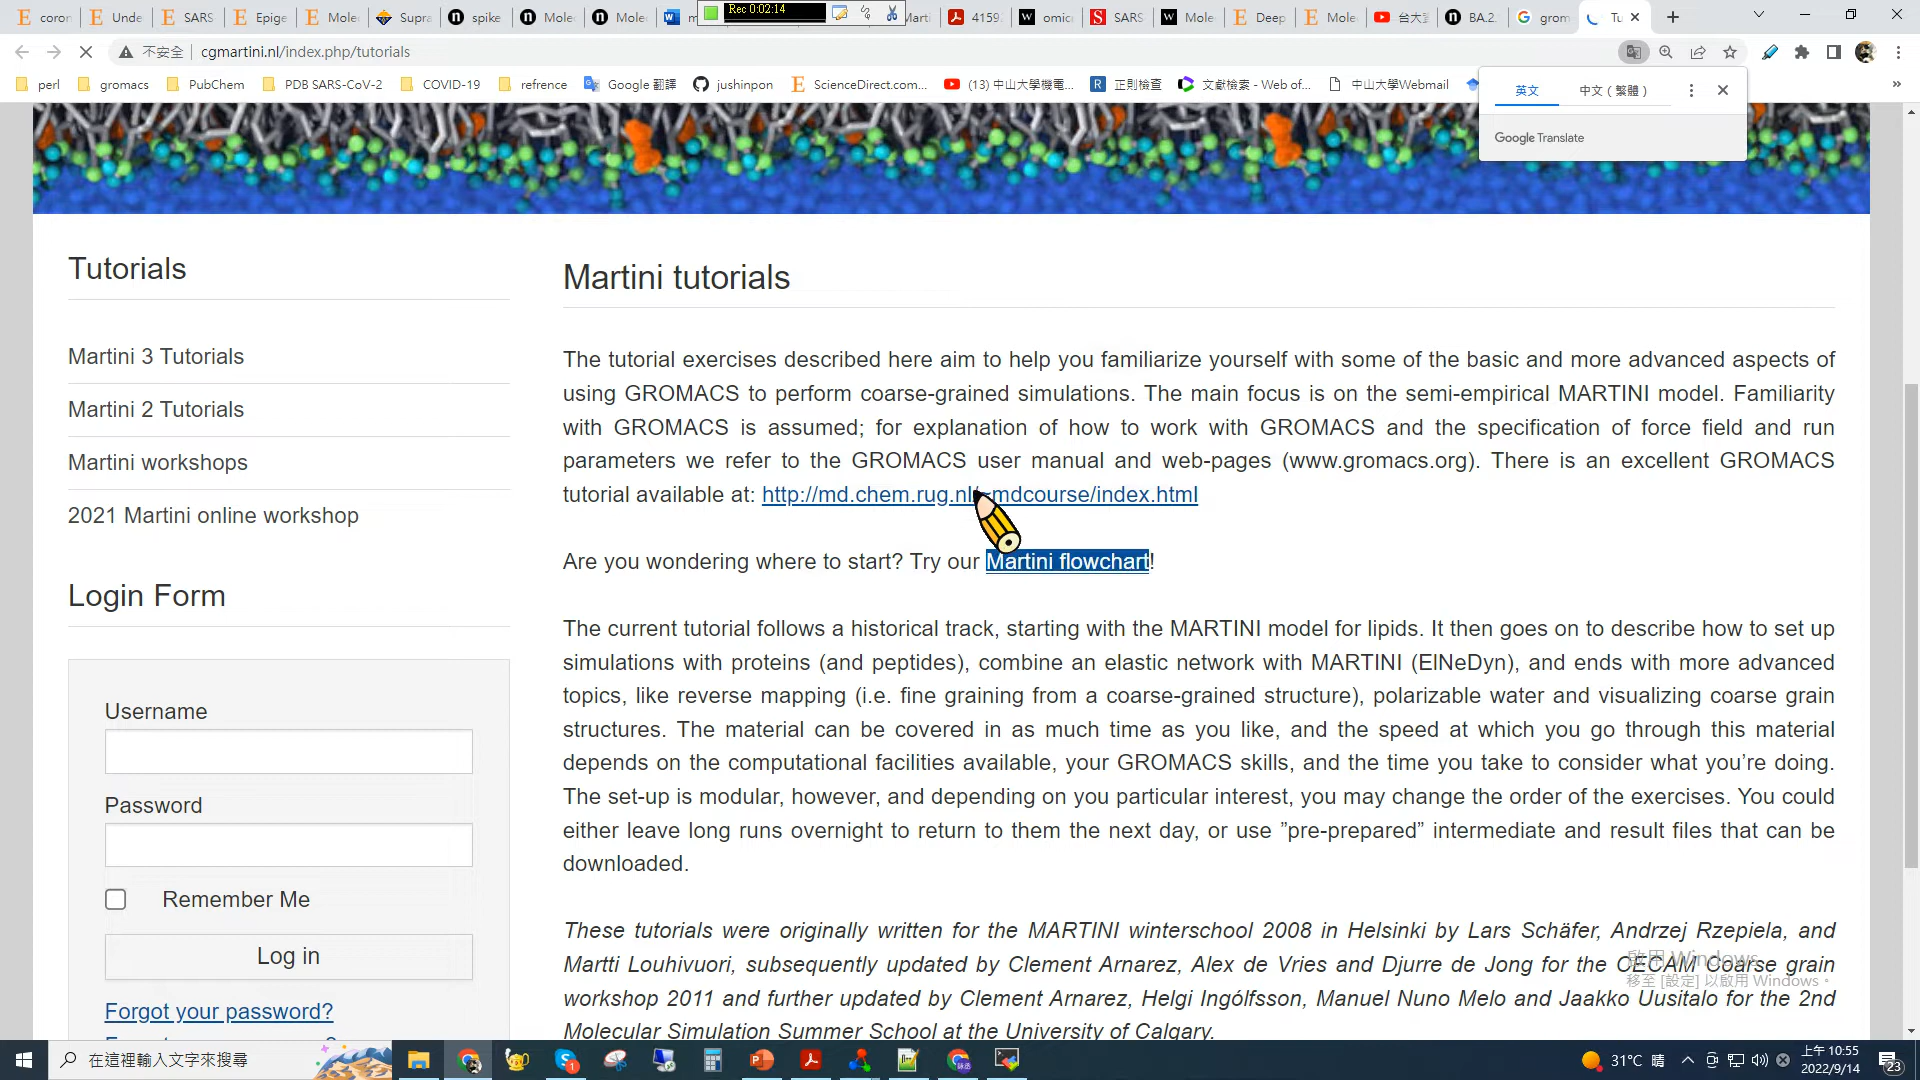 coron
Unde
SARS
Epige
Mole
Supra
spike
Mole
Mole
Rec 0:02:14
4159
omic
SARS
Mole
Deep
Mole
台大
BA.2
grom
不安全
cgmartini.nl/index.php/tutorials
perl
gromacs
PubChem
PDB SARS-CoV-2
COVID-19
refrence
Google 翻譯
jushinpon
ScienceDirect.com...
(13) 中山大學機電...
正則檢查
文獻檢索 - Web of...
中山大學Webmail
»
英文
中文（繁體）
Google Translate
Tutorials
Martini 3 Tutorials
Martini 2 Tutorials
Martini workshops
2021 Martini online workshop
Login Form
Username
Password
Remember Me
Log in
Forgot your password?
Martini tutorials
The tutorial exercises described here aim to help you familiarize yourself with some of the basic and more advanced aspects of
using GROMACS to perform coarse-grained simulations. The main focus is on the semi-empirical MARTINI model. Familiarity
with GROMACS is assumed; for explanation of how to work with GROMACS and the specification of force field and run
parameters we refer to the GROMACS user manual and web-pages (www.gromacs.org). There is an excellent GROMACS
tutorial available at: http://md.chem.rug.nl/~mdcourse/index.html
Are you wondering where to start? Try our Martini flowchart!
The current tutorial follows a historical track, starting with the MARTINI model for lipids. It then goes on to describe how to set up
simulations with proteins (and peptides), combine an elastic network with MARTINI (ElNeDyn), and ends with more advanced
topics, like reverse mapping (i.e. fine graining from a coarse-grained structure), polarizable water and visualizing coarse grain
structures. The material can be covered in as much time as you like, and the speed at which you go through this material
depends on the computational facilities available, your GROMACS skills, and the time you take to consider what you’re doing.
The set-up is modular, however, and depending on you particular interest, you may change the order of the exercises. You could
either leave long runs overnight to return to them the next day, or use ”pre-prepared” intermediate and result files that can be
downloaded.
These tutorials were originally written for the MARTINI winterschool 2008 in Helsinki by Lars Schäfer, Andrzej Rzepiela, and
Martti Louhivuori, subsequently updated by Clement Arnarez, Alex de Vries and Djurre de Jong for the CECAM Coarse grain
workshop 2011 and further updated by Clement Arnarez, Helgi Ingólfsson, Manuel Nuno Melo and Jaakko Uusitalo for the 2nd
Molecular Simulation Summer School at the University of Calgary.
啟用 Windows
移至 [設定] 以啟用 Windows。
在這裡輸入文字來搜尋
31°C 晴
上午 10:55
2022/9/14
23